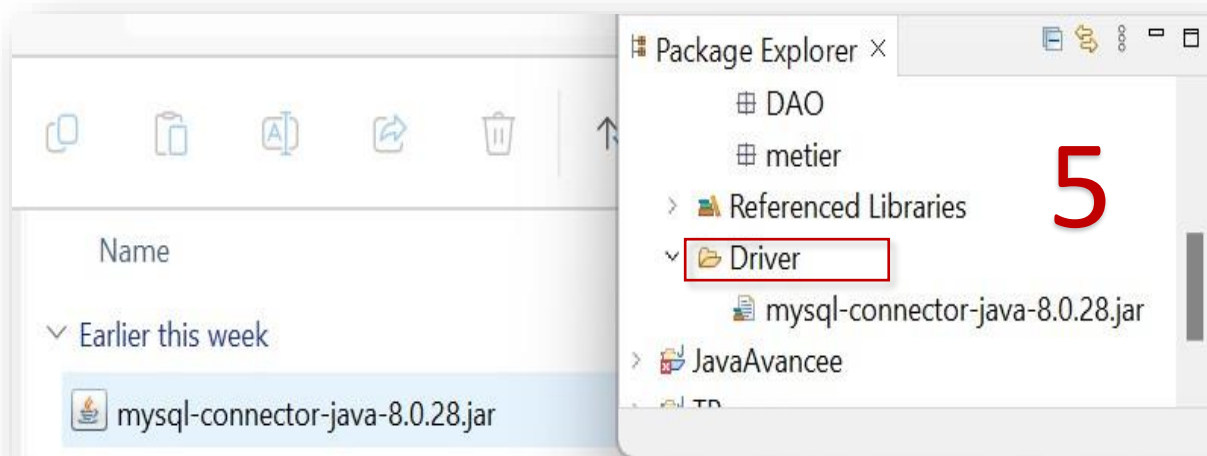 Name
Earlier this week
mysql-connector-java-8.0.28.jar
Package Explorer
DAO
metier
Referenced Libraries
Driver
mysql-connector-java-8.0.28.jar
JavaAvancee
5